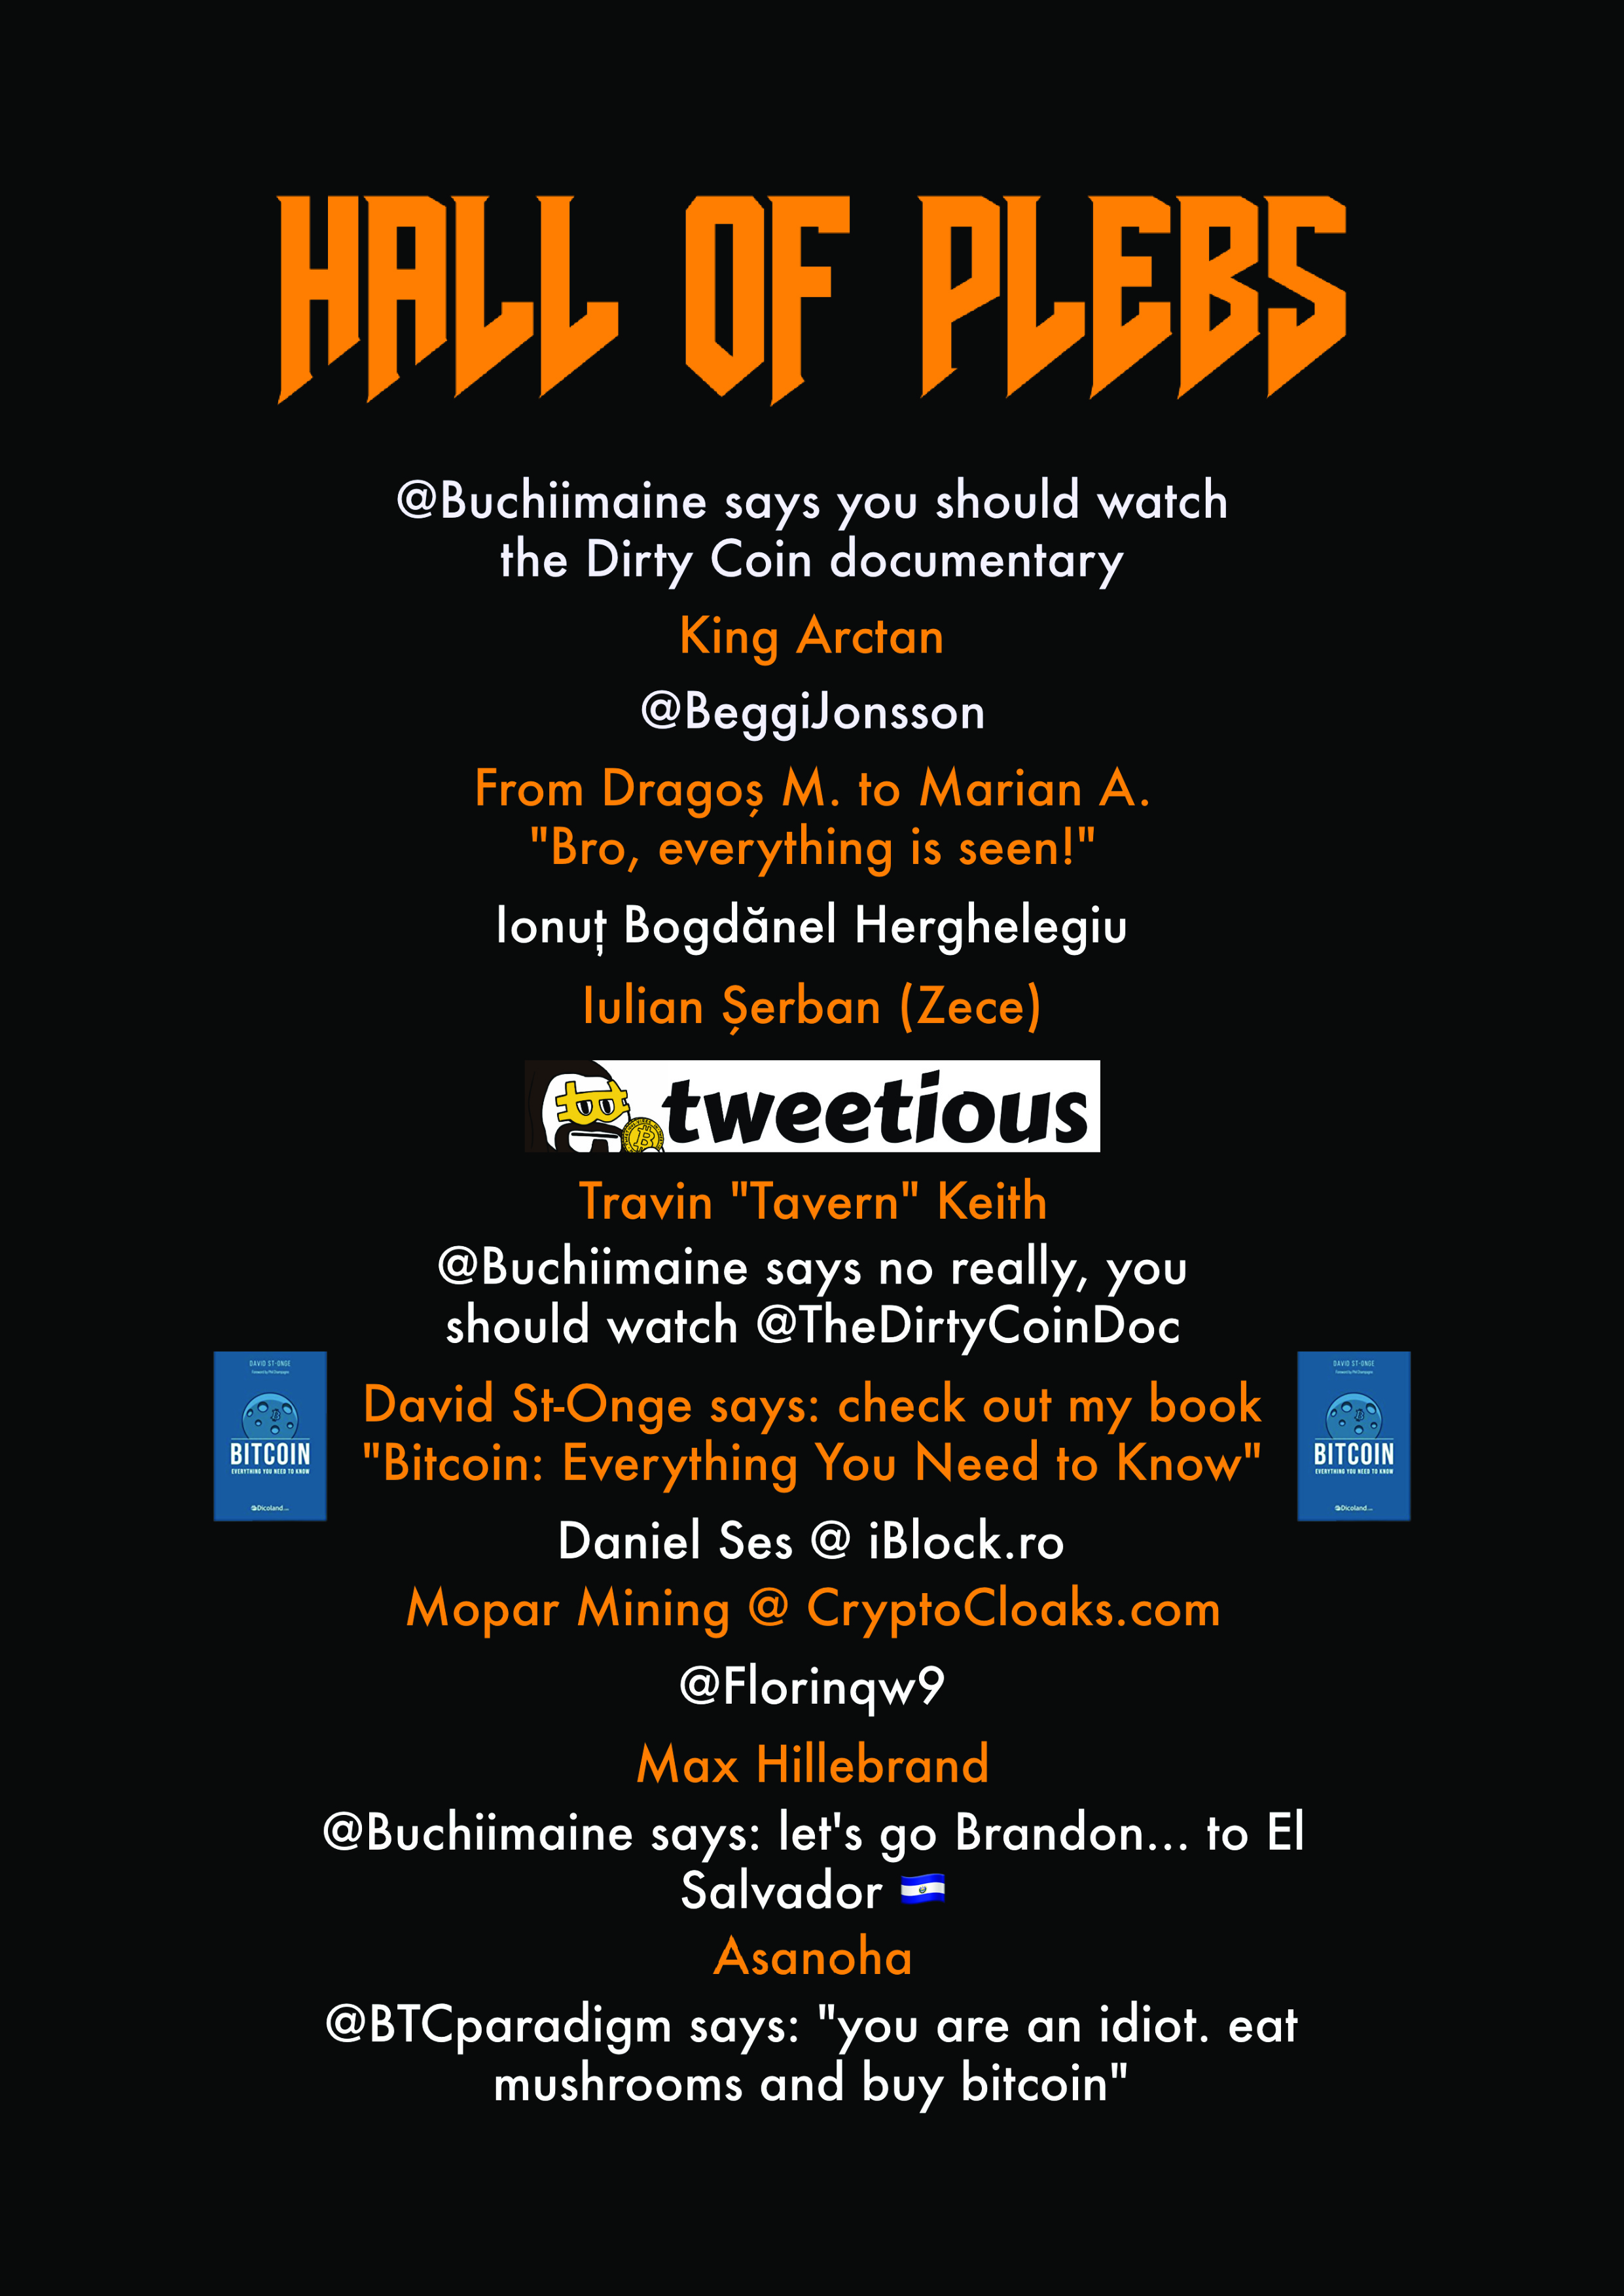 HALL OF PLEBS
@Buchiimaine says you should watch
the Dirty Coin documentary
King Arctan
@BeggiJonsson
From Dragoș M. to Marian A.
"Bro, everything is seen!"
Ionuț Bogdănel Herghelegiu
Iulian Șerban (Zece)
tweetious
Travin "Tavern" Keith
@Buchiimaine says no really, you
should watch @TheDirtyCoinDoc
DAVID ST-ONGE
BITCOIN
EVERYTHING YOU NEED TO KNOW
Dicoland
David St-Onge says: check out my book
"Bitcoin: Everything You Need to Know"
DAVID ST-ONGE
BITCOIN
EVERYTHING YOU NEED TO KNOW
Dicoland
Daniel Ses @ iBlock.ro
Mopar Mining @ CryptoCloaks.com
@Florinqw9
Max Hillebrand
@Buchiimaine says: let's go Brandon... to El
Salvador 🇸🇻
Asanoha
@BTCparadigm says: "you are an idiot. eat
mushrooms and buy bitcoin"